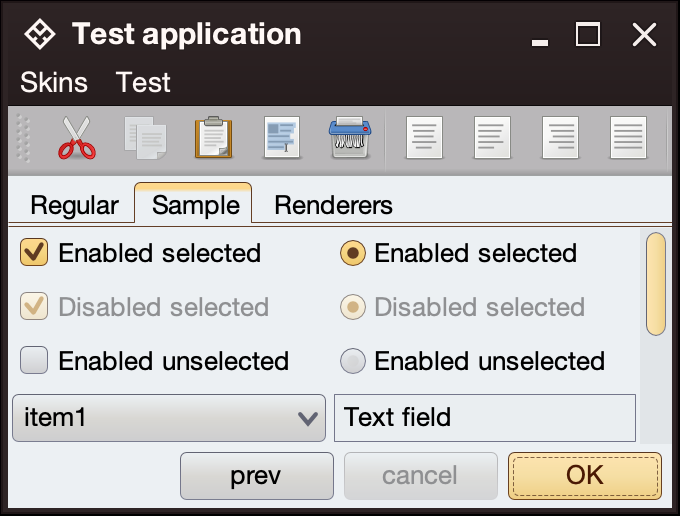 Test application
Skins Test
Regular Sample Renderers
Enabled selected Enabled selected
Disabled selected Disabled selected
Enabled unselected Enabled unselected
item1 Text field
prev cancel OK